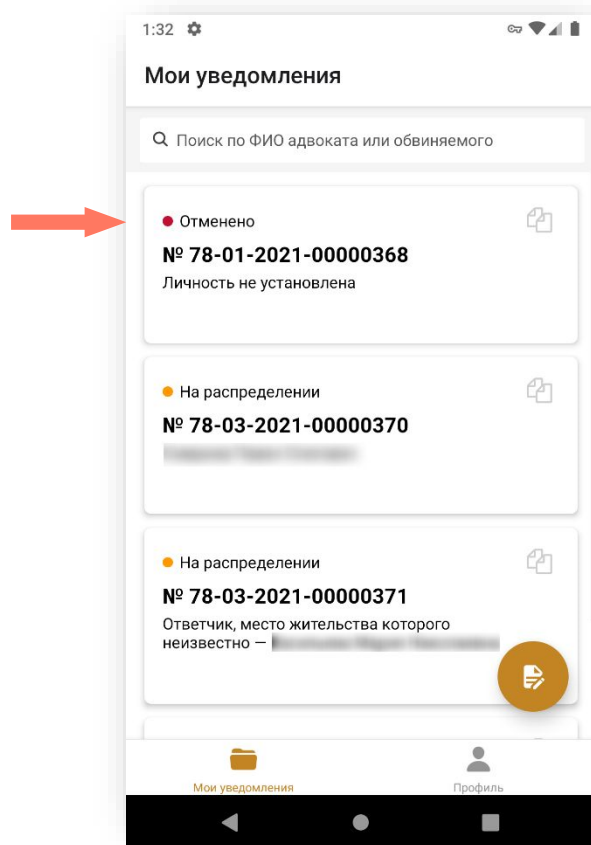 1:32
Мои уведомления
Поиск по ФИО адвоката или обвиняемого
Отменено
№ 78-01-2021-00000368
Личность не установлена
На распределении
№ 78-03-2021-00000370
На распределении
№ 78-03-2021-00000371
Ответчик, место жительства которого
неизвестно —
Мои уведомления
Профиль